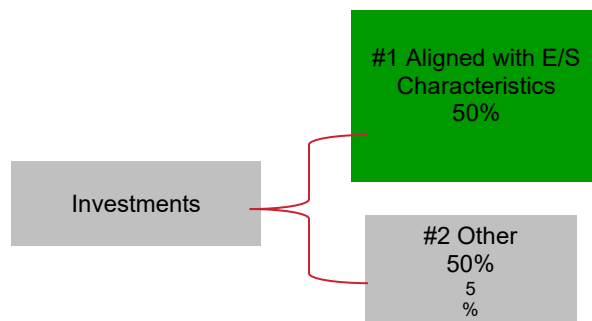 #1 Aligned with E/S
Characteristics
50%
Investments
#2 Other
50%
5
%